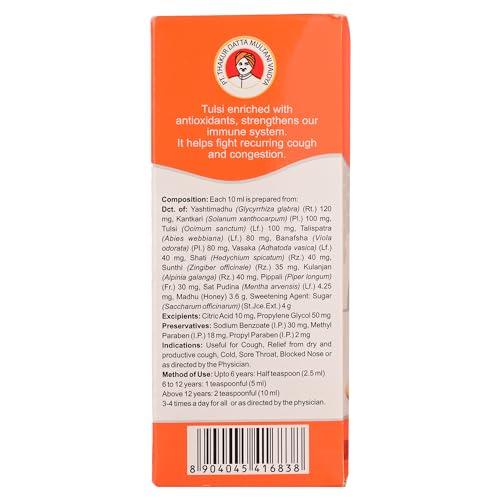 PT. THAKUR DATTA MULTANI VAIDYA
Tulsi enriched with
antioxidants, strengthens our
immune system.
It helps fight recurring cough
and congestion.
Composition: Each 10 ml is prepared from:
Dct. of: Yashtimadhu (Glycyrrhiza glabra) (Rt.) 120
mg, Kantkari (Solanum xanthocarpum) (Pl.) 100 mg,
Tulsi (Ocimum sanctum) (Lf.) 100 mg, Talispatra
(Abies webbiana) (Lf.) 80 mg, Banafsha (Viola
odorata) (Pl.) 80 mg, Vasaka (Adhatoda vasica) (Lf.)
40 mg, Shati (Hedychium spicatum) (Rz.) 40 mg,
Sunthi (Zingiber officinale) (Rz.) 35 mg, Kulanjan
(Alpinia galanga) (Rz.) 40 mg, Pippali (Piper longum)
(Fr.) 30 mg, Sat Pudina (Mentha arvensis) (Lf.) 4.25
mg, Madhu (Honey) 3.6 g, Sweetening Agent: Sugar
(Saccharum officinarum) (St.Jce.Ext.) 4 g
Excipients: Citric Acid 10 mg, Propylene Glycol 50 mg
Preservatives: Sodium Benzoate (I.P.) 30 mg, Methyl
Paraben (I.P.) 18 mg, Propyl Paraben (I.P.) 2 mg
Indications: Useful for Cough, Relief from dry and
productive cough, Cold, Sore Throat, Blocked Nose or
as directed by the Physician.
Method of Use: Upto 6 years: Half teaspoon (2.5 ml)
6 to 12 years: 1 teaspoonful (5 ml)
Above 12 years: 2 teaspoonful (10 ml)
3-4 times a day for all or as directed by the physician.
8 904045 416838